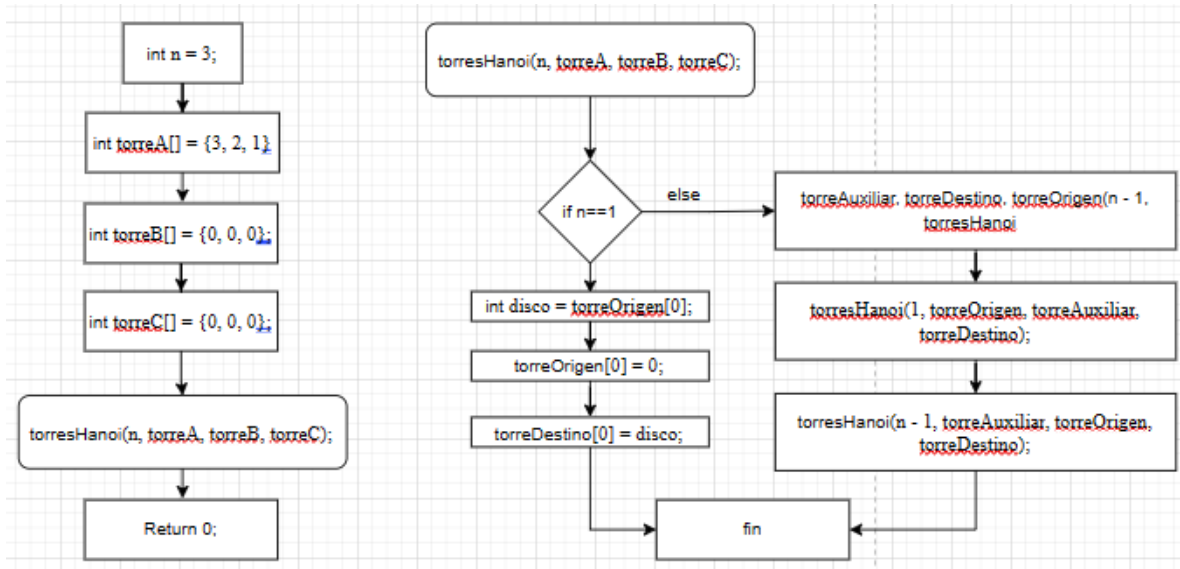 int n = 3;
int torreA[] = {3, 2, 1};
int torreB[] = {0, 0, 0};
int torreC[] = {0, 0, 0};
torresHanoi(n, torreA, torreB, torreC);
Return 0;
torresHanoi(n, torreA, torreB, torreC);
if n==1
else
int disco = torreOrigen[0];
torreOrigen[0] = 0;
torreDestino[0] = disco;
torreAuxiliar, torreDestino, torreOrigen(n - 1,
torresHanoi
torresHanoi(1, torreOrigen, torreAuxiliar,
torreDestino);
torresHanoi(n - 1, torreAuxiliar, torreOrigen,
torreDestino);
fin